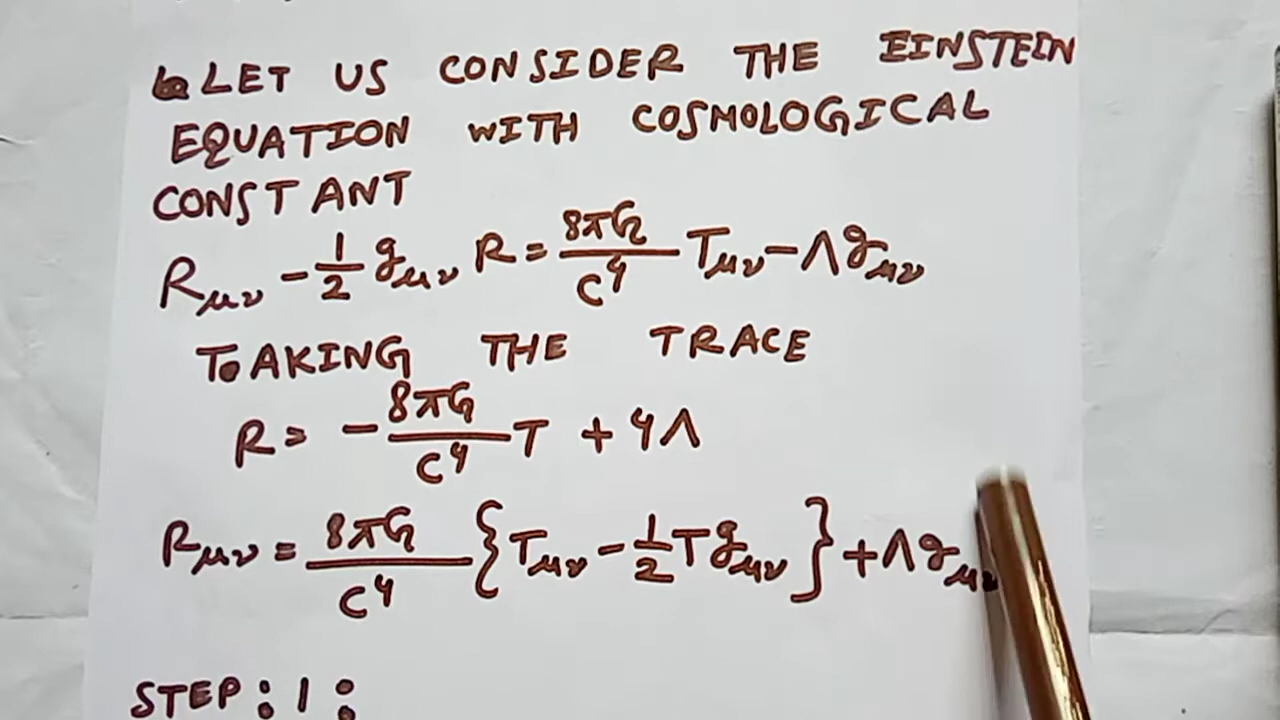 LET US CONSIDER THE EINSTEIN
EQUATION WITH COSMOLOGICAL
CONSTANT
Rμν - 1/2 gμν R = 8πG/c⁴ Tμν - Λgμν
TAKING THE TRACE
R = - 8πG/c⁴ T + 4Λ
Rμν = 8πG/c⁴ {Tμν - 1/2 T gμν} + Λgμν
STEP : 1 :